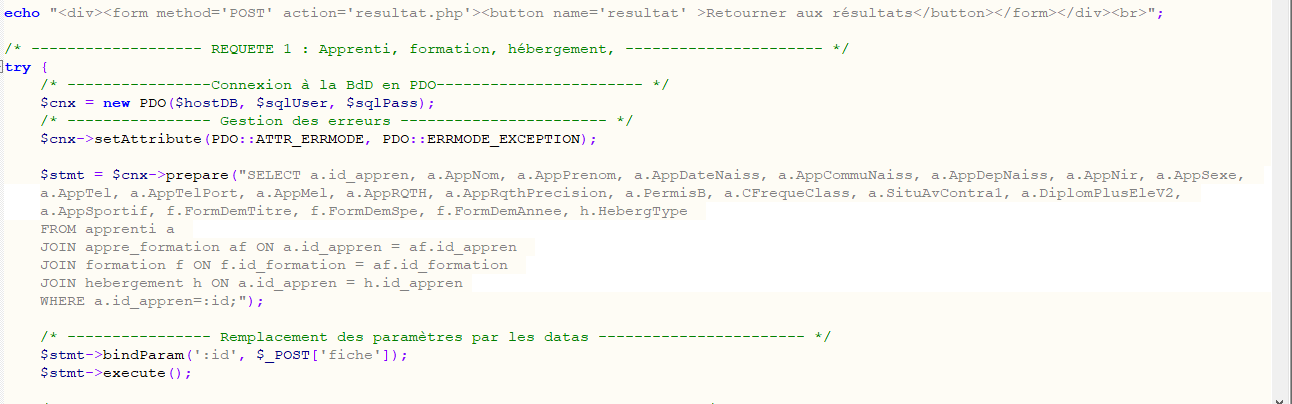 echo "<div><form method='POST' action='resultat.php'><button name='resultat' >Retourner aux résultats</button></form></div><br>";
/* ------------------- REQUETE 1 : Apprenti, formation, hébergement, ---------------------- */
try {
/* ----------------Connexion à la BdD en PDO----------------------- */
$cnx = new PDO($hostDB, $sqlUser, $sqlPass);
/* ---------------- Gestion des erreurs ----------------------- */
$cnx->setAttribute(PDO::ATTR_ERRMODE, PDO::ERRMODE_EXCEPTION);
$stmt = $cnx->prepare("SELECT a.id_appren, a.AppNom, a.AppPrenom, a.AppDateNaiss, a.AppCommuNaiss, a.AppDepNaiss, a.AppNir, a.AppSexe,
a.AppTel, a.AppTelPort, a.AppMel, a.AppRQTH, a.AppRqthPrecision, a.PermisB, a.CFrequeClass, a.SituAvContra1, a.DiplomPlusEleV2,
a.AppSportif, f.FormDemTitre, f.FormDemSpe, f.FormDemAnnee, h.HebergType
FROM apprenti a
JOIN appre_formation af ON a.id_appren = af.id_appren
JOIN formation f ON f.id_formation = af.id_formation
JOIN hebergement h ON a.id_appren = h.id_appren
WHERE a.id_appren=:id;");
/* ---------------- Remplacement des paramètres par les datas ----------------------- */
$stmt->bindParam(':id', $_POST['fiche']);
$stmt->execute();